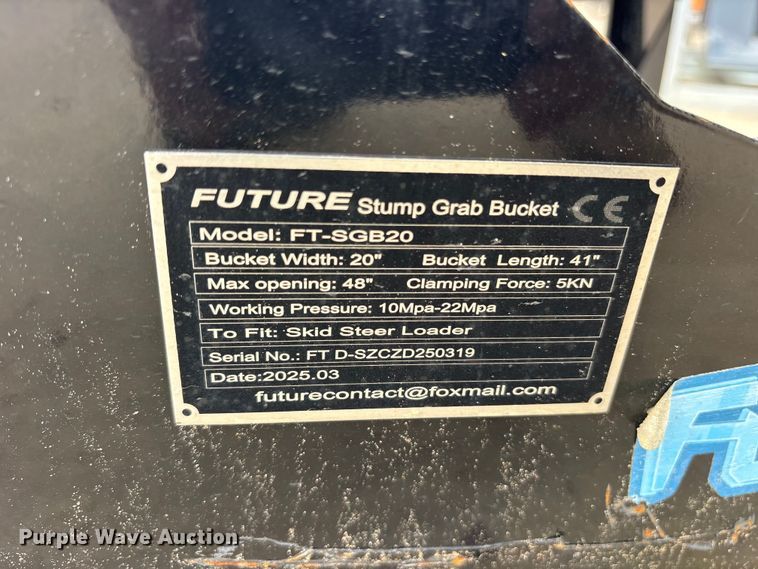 FUTURE Stump Grab Bucket CE
Model: FT-SGB20
Bucket Width: 20" Bucket Length: 41"
Max opening: 48" Clamping Force: 5KN
Working Pressure: 10Mpa-22Mpa
To Fit: Skid Steer Loader
Serial No.: FT D-SZCZD250319
Date:2025.03
futurecontact@foxmail.com
Purple Wave Auction